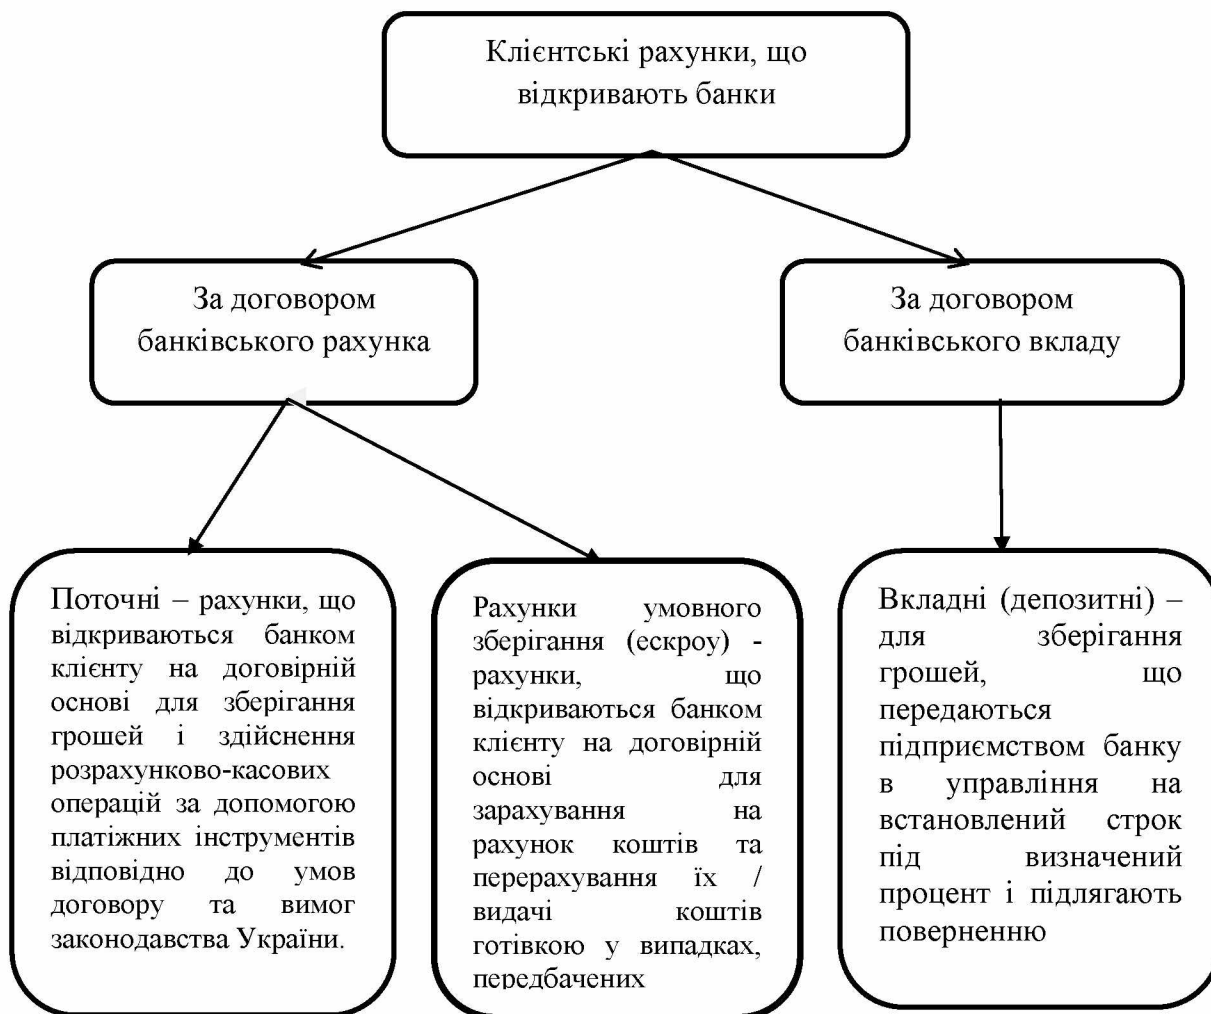 Клієнтські рахунки, що
відкривають банки
За договором
банківського рахунка
За договором
банківського вкладу
Поточні – рахунки, що
відкриваються банком
клієнту на договірній
основі для зберігання
грошей і здійснення
розрахунково-касових
операцій за допомогою
платіжних інструментів
відповідно до умов
договору та вимог
законодавства України.
Рахунки умовного
зберігання (ескроу) -
рахунки, що
відкриваються банком
клієнту на договірній
основі для
зарахування на
рахунок коштів та
перерахування їх /
видачі коштів
готівкою у випадках,
передбачених
Вкладні (депозитні) –
для зберігання
грошей, що
передаються
підприємством банку
в управління на
встановлений строк
під визначений
процент і підлягають
поверненню